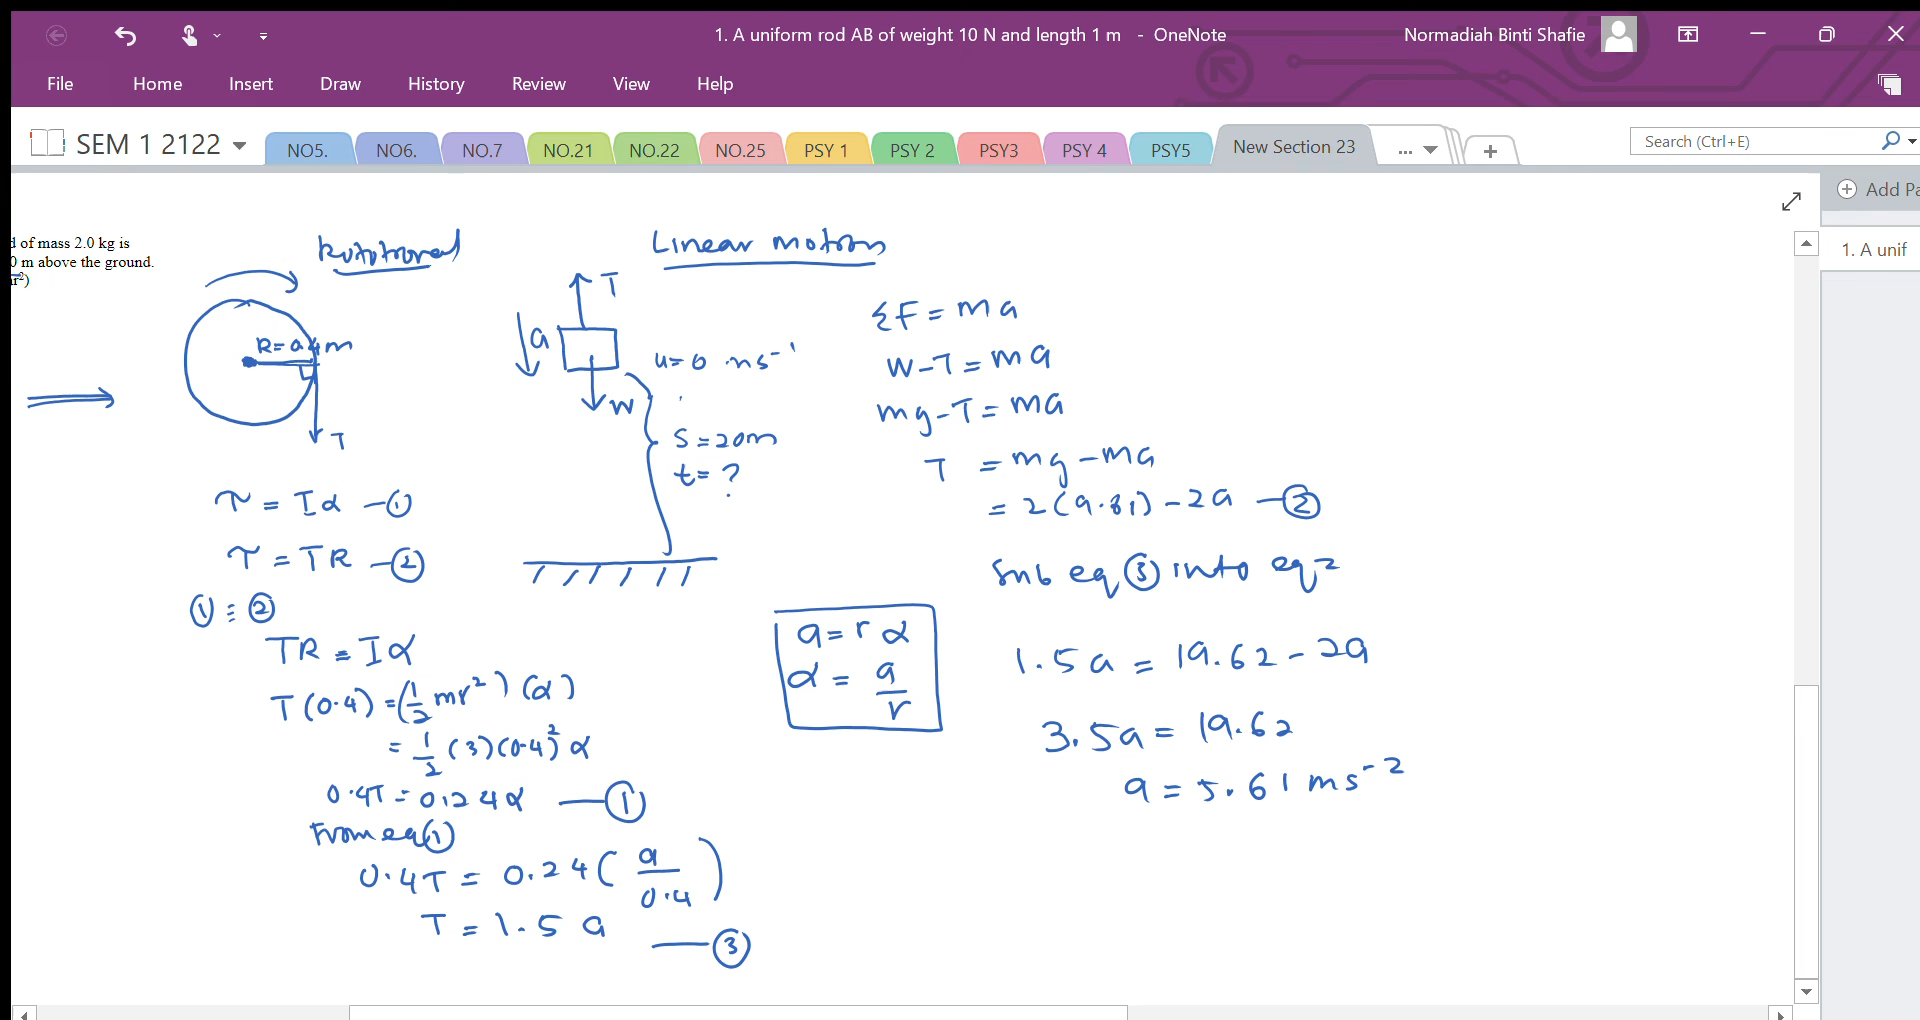 1. A uniform rod AB of weight 10 N and length 1 m - OneNote
Normadiah Binti Shafie
File Home Insert Draw History Review View Help
SEM 1 2122
NO5. NO6. NO.7 NO.21 NO.22 NO.25 PSY 1 PSY 2 PSY3 PSY 4 PSY5 New Section 23 ... +
Search (Ctrl+E)
Add Pa
1. A unif
d of mass 2.0 kg is
0 m above the ground.
Linear motion
R=0.4m
T
τ = Iα —①
τ = TR —②
① = ②
TR = Iα
T(0.4) = (1/2 mr²)(α)
= 1/2 (3)(0.4)² α
0.4T = 0.24α —①
From eq ①
0.4T = 0.24(a/0.4)
T = 1.5 a —③
T
a
W
u=0 ms⁻¹
s=20m
t=?
a = r α
α = a/r
ΣF = ma
W-T = ma
mg-T = ma
T = mg-ma
= 2(9.81)-2a —②
Sub eq ③ into eq 2
1.5a = 19.62-2a
3.5a = 19.62
a = 5.61 ms⁻²